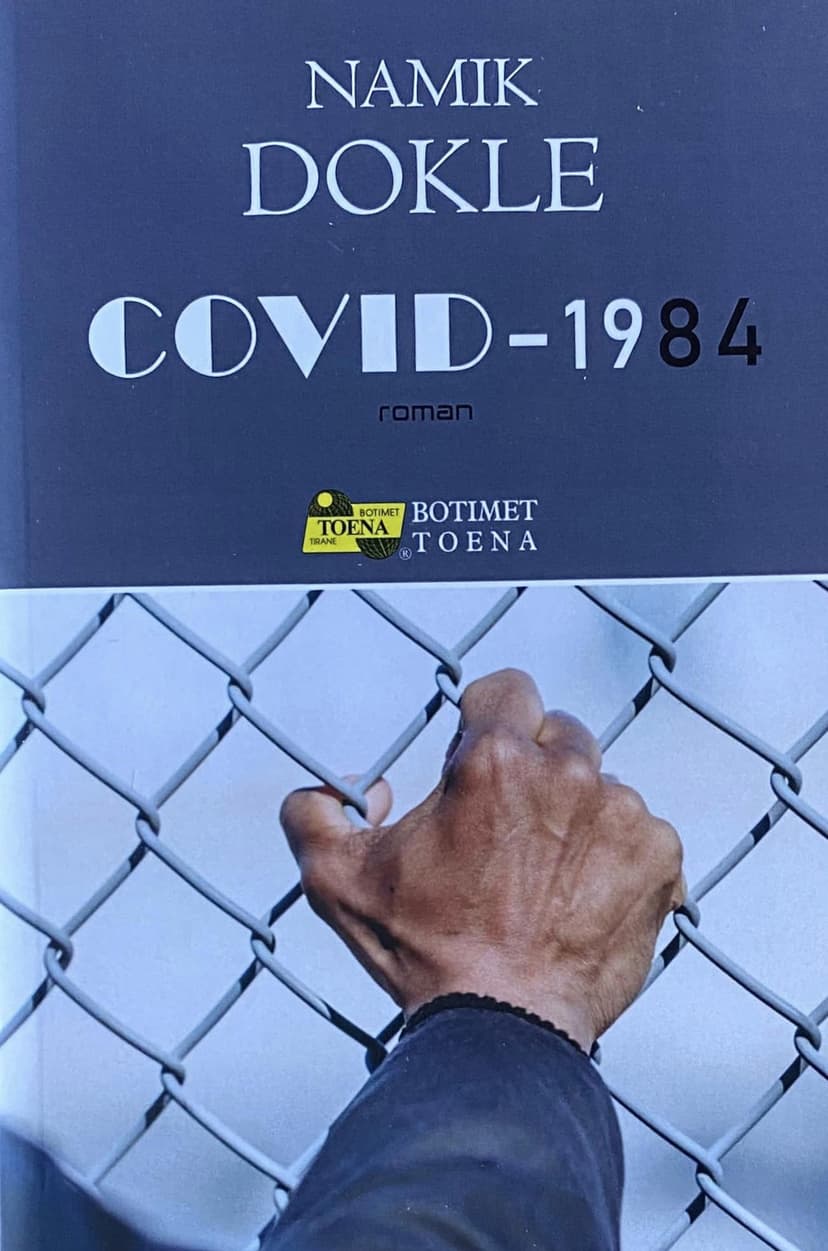 NAMIK
DOKLE
COVID-1984
roman
BOTIMET
TOENA
TIRANE
®
BOTIMET
TOENA